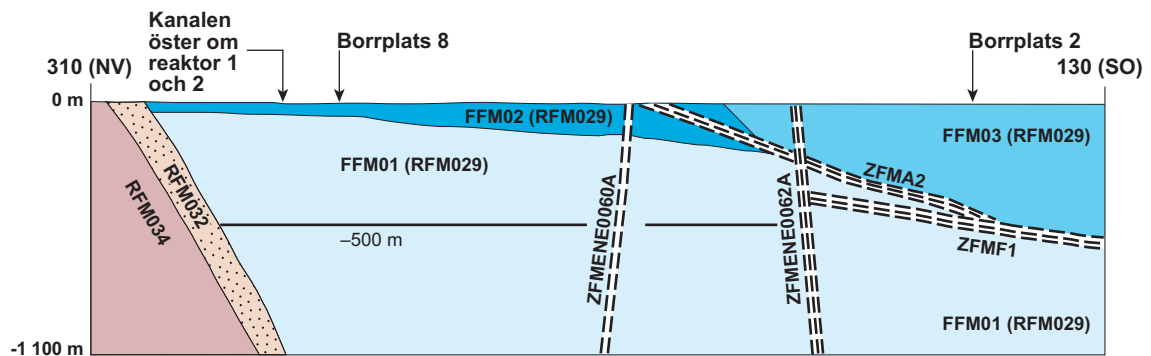 Kanalen
öster om
reaktor 1
och 2
Borrplats 8
Borrplats 2
310 (NV)
130 (SO)
0 m
FFM02 (RFM029)
FFM03 (RFM029)
FFM01 (RFM029)
RFM032
RFM034
ZFMA2
ZFMENE0060A
ZFMENE0062A
–500 m
ZFMF1
FFM01 (RFM029)
-1 100 m